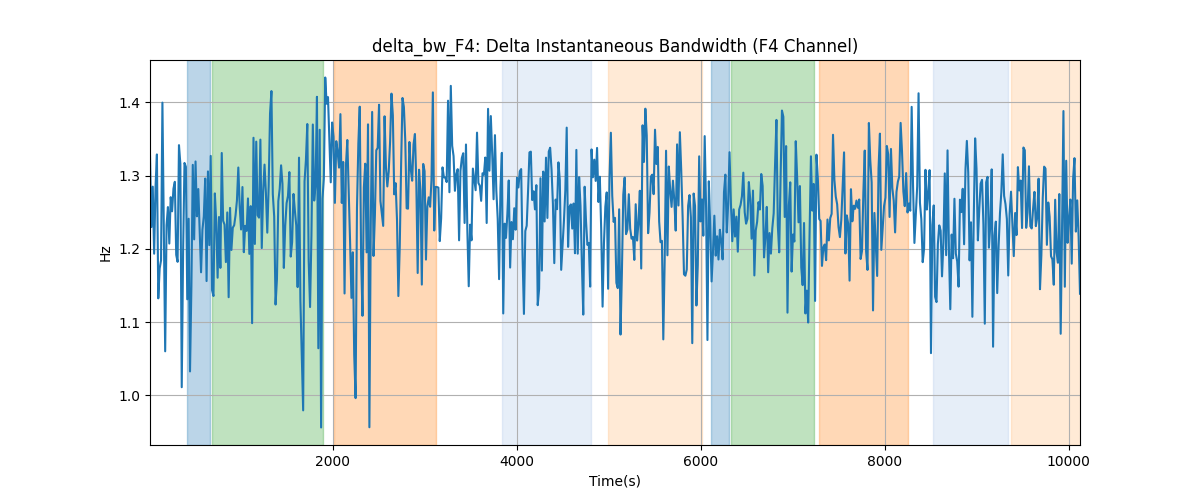 delta_bw_F4: Delta Instantaneous Bandwidth (F4 Channel)
1.4
1.3
1.2
1.1
1.0
Hz
2000 4000 6000 8000 10000
Time(s)